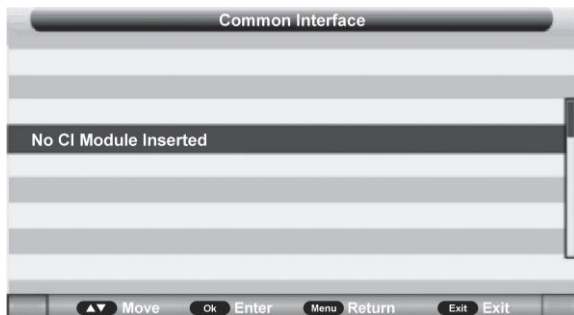 Common Interface
No CI Module Inserted
▲▼ Move Ok Enter Menu Return Exit Exit